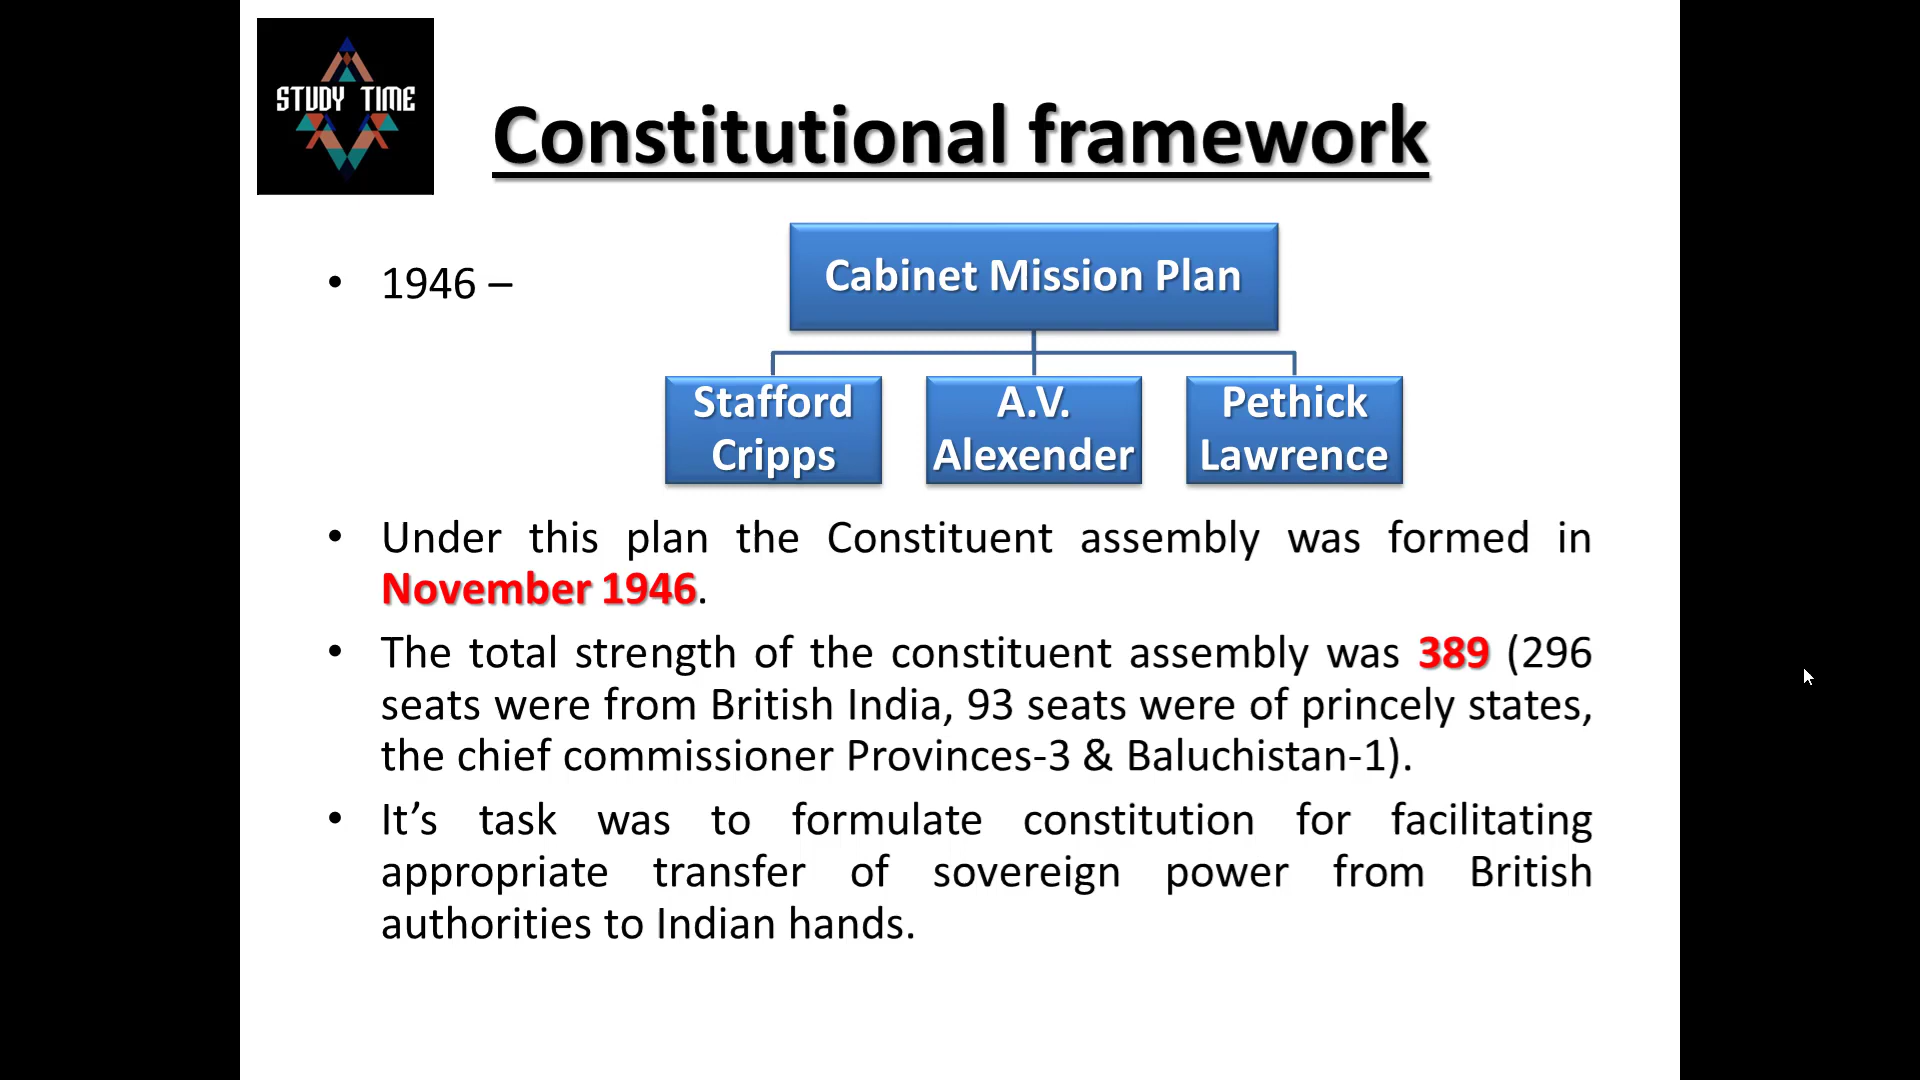 STUDY TIME
Constitutional framework
• 1946 –
Cabinet Mission Plan
Stafford
Cripps
A.V.
Alexender
Pethick
Lawrence
• Under this plan the Constituent assembly was formed in
November 1946.
• The total strength of the constituent assembly was 389 (296
seats were from British India, 93 seats were of princely states,
the chief commissioner Provinces-3 & Baluchistan-1).
• It’s task was to formulate constitution for facilitating
appropriate transfer of sovereign power from British
authorities to Indian hands.